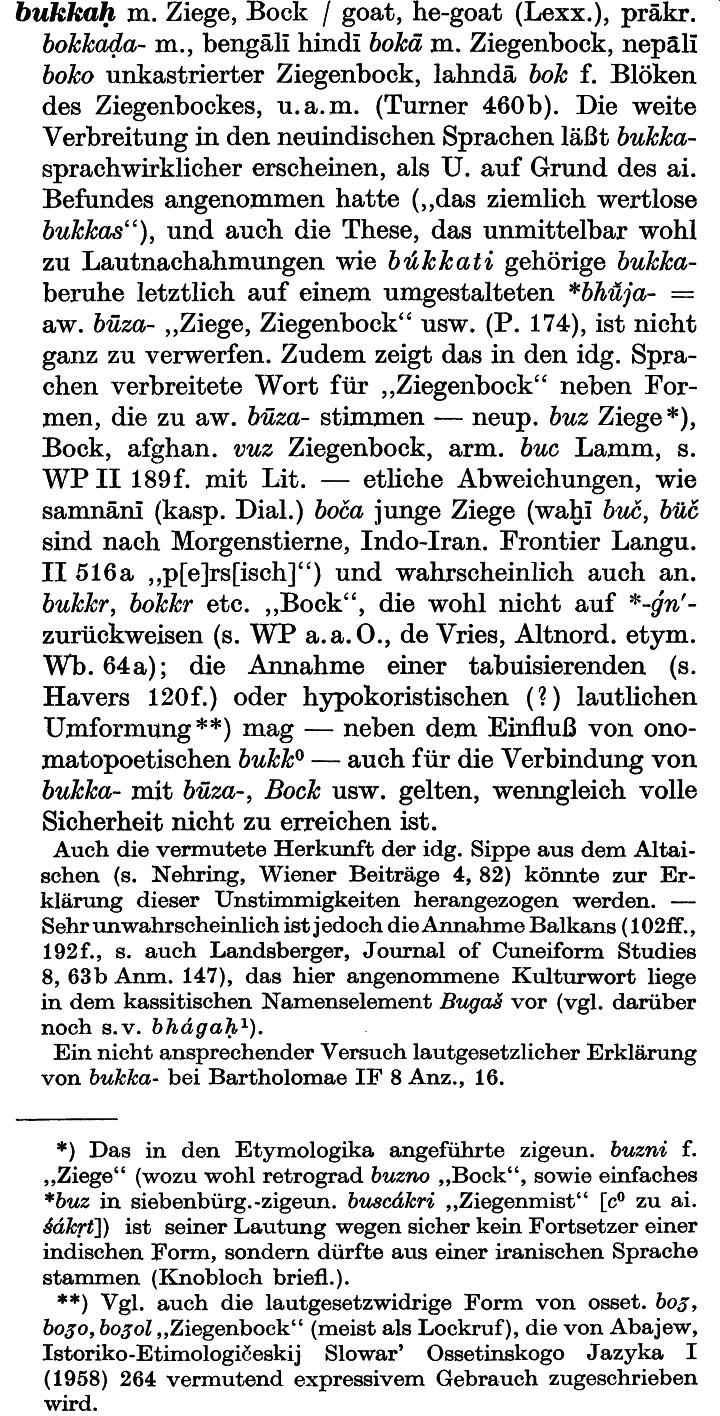 bukkaḥ m. Ziege, Bock / goat, he-goat (Lexx.), prākr.
bokkaḍa- m., bengālī hindī bokā m. Ziegenbock, nepālī
boko unkastrierter Ziegenbock, lahndā bok f. Blöken
des Ziegenbockes, u.a.m. (Turner 460b). Die weite
Verbreitung in den neuindischen Sprachen läßt bukka-
sprachwirklicher erscheinen, als U. auf Grund des ai.
Befundes angenommen hatte („das ziemlich wertlose
bukkas“), und auch die These, das unmittelbar wohl
zu Lautnachahmungen wie búkkati gehörige bukka-
beruhe letztlich auf einem umgestalteten *bhū̆ja- =
aw. būza- „Ziege, Ziegenbock“ usw. (P. 174), ist nicht
ganz zu verwerfen. Zudem zeigt das in den idg. Spra-
chen verbreitete Wort für „Ziegenbock“ neben For-
men, die zu aw. būza- stimmen — neup. buz Ziege*),
Bock, afghan. vuz Ziegenbock, arm. buc Lamm, s.
WP II 189f. mit Lit. — etliche Abweichungen, wie
samnānī (kasp. Dial.) boča junge Ziege (waḫī buč, büč
sind nach Morgenstierne, Indo-Iran. Frontier Langu.
II 516a „p[e]rs[isch]“) und wahrscheinlich auch an.
bukkr, bokkr etc. „Bock“, die wohl nicht auf *-ǵn′-
zurückweisen (s. WP a.a.O., de Vries, Altnord. etym.
Wb. 64a); die Annahme einer tabuisierenden (s.
Havers 120f.) oder hypokoristischen (?) lautlichen
Umformung**) mag — neben dem Einfluß von ono-
matopoetischen bukk⁰ — auch für die Verbindung von
bukka- mit būza-, Bock usw. gelten, wenngleich volle
Sicherheit nicht zu erreichen ist.
Auch die vermutete Herkunft der idg. Sippe aus dem Altai-
schen (s. Nehring, Wiener Beiträge 4, 82) könnte zur Er-
klärung dieser Unstimmigkeiten herangezogen werden. —
Sehr unwahrscheinlich ist jedoch die Annahme Balkans (102ff.,
192f., s. auch Landsberger, Journal of Cuneiform Studies
8, 63b Anm. 147), das hier angenommene Kulturwort liege
in dem kassitischen Namenselement Bugaš vor (vgl. darüber
noch s.v. bhágaḥ¹).
Ein nicht ansprechender Versuch lautgesetzlicher Erklärung
von bukka- bei Bartholomae IF 8 Anz., 16.
*) Das in den Etymologika angeführte zigeun. buzni f.
„Ziege“ (wozu wohl retrograd buzno „Bock“, sowie einfaches
*buz in siebenbürg.-zigeun. buscákri „Ziegenmist“ [c⁰ zu ai.
śákṛt]) ist seiner Lautung wegen sicher kein Fortsetzer einer
indischen Form, sondern dürfte aus einer iranischen Sprache
stammen (Knobloch briefl.).
**) Vgl. auch die lautgesetzwidrige Form von osset. boʒ,
boʒo, boʒol „Ziegenbock“ (meist als Lockruf), die von Abajew,
Istoriko-Etimologičeskij Slowar’ Ossetinskogo Jazyka I
(1958) 264 vermutend expressivem Gebrauch zugeschrieben
wird.